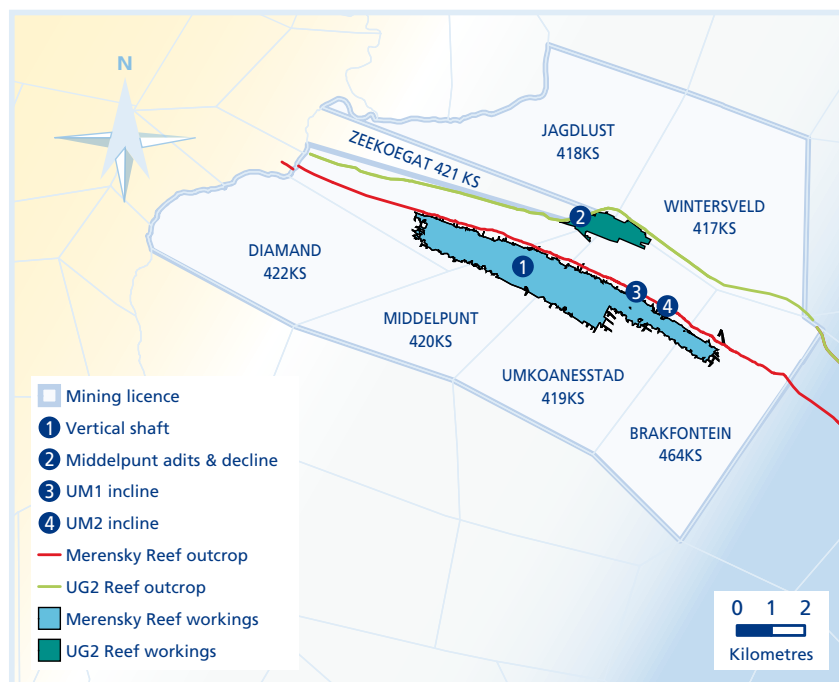 N
JAGDLUST
418KS
ZEEKOEGAT 421 KS
WINTERSVELD
417KS
2
DIAMAND
422KS
1
3
4
MIDDELPUNT
420KS
UMKOANESSTAD
419KS
BRAKFONTEIN
464KS
Mining licence
1 Vertical shaft
2 Middelpunt adits & decline
3 UM1 incline
4 UM2 incline
Merensky Reef outcrop
UG2 Reef outcrop
Merensky Reef workings
UG2 Reef workings
0 1 2
Kilometres